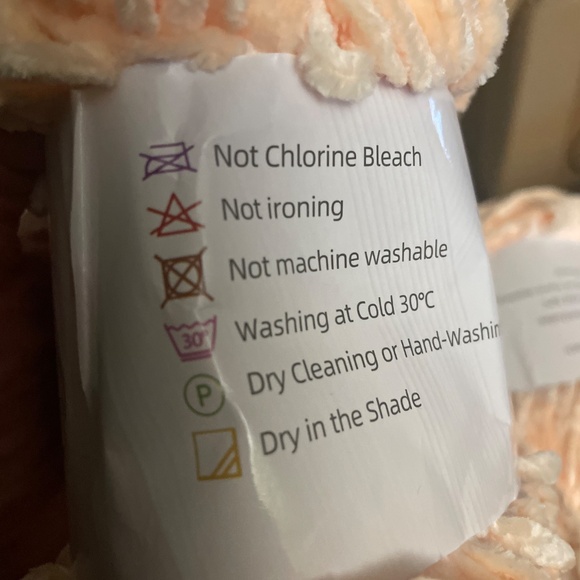 Not Chlorine Bleach
Not ironing
Not machine washable
30° Washing at Cold 30°C
P Dry Cleaning or Hand-Washin
Dry in the Shade